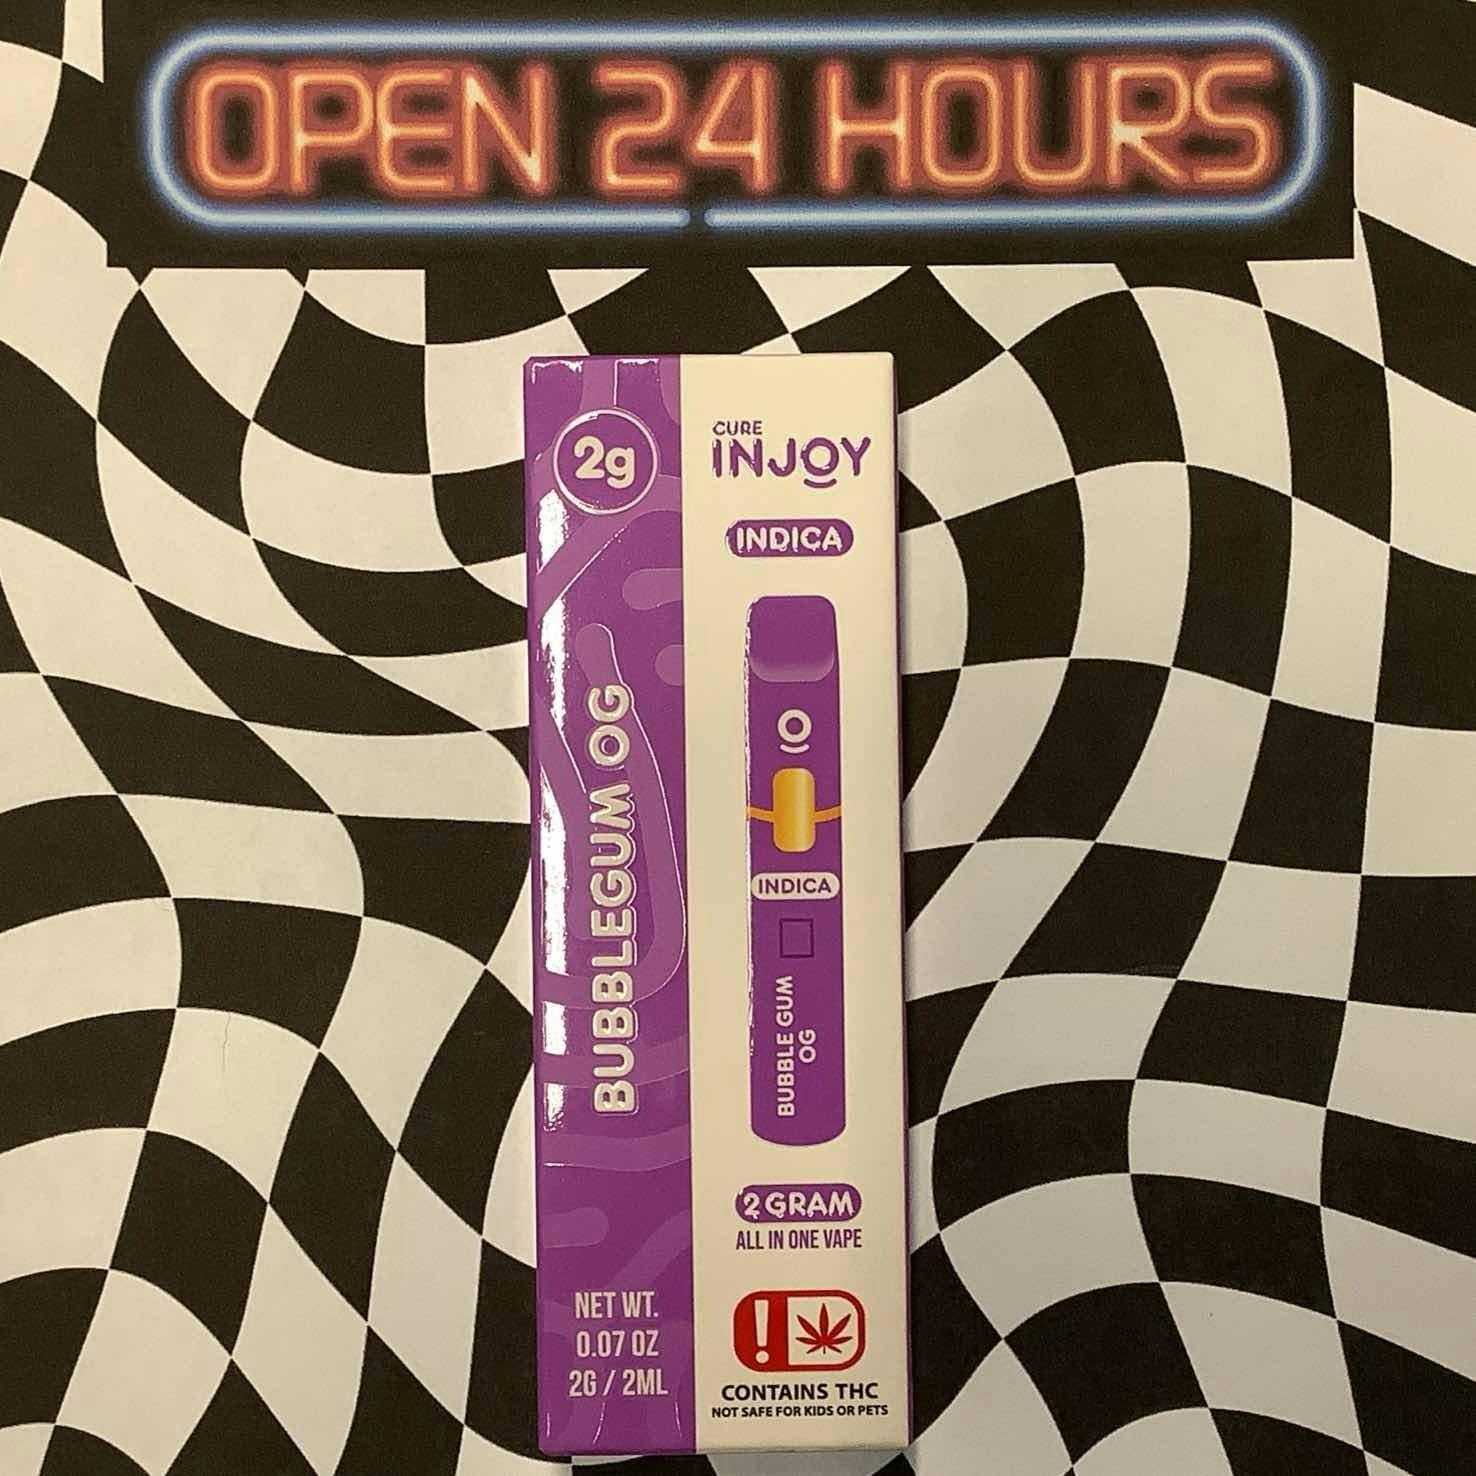 OPEN 24 HOURS
2g
BUBBLEGUM OG
NET WT.
0.07 OZ
2G / 2ML
CURE
INJOY
INDICA
INDICA
BUBBLE GUM
OG
2 GRAM
ALL IN ONE VAPE
!
CONTAINS THC
NOT SAFE FOR KIDS OR PETS